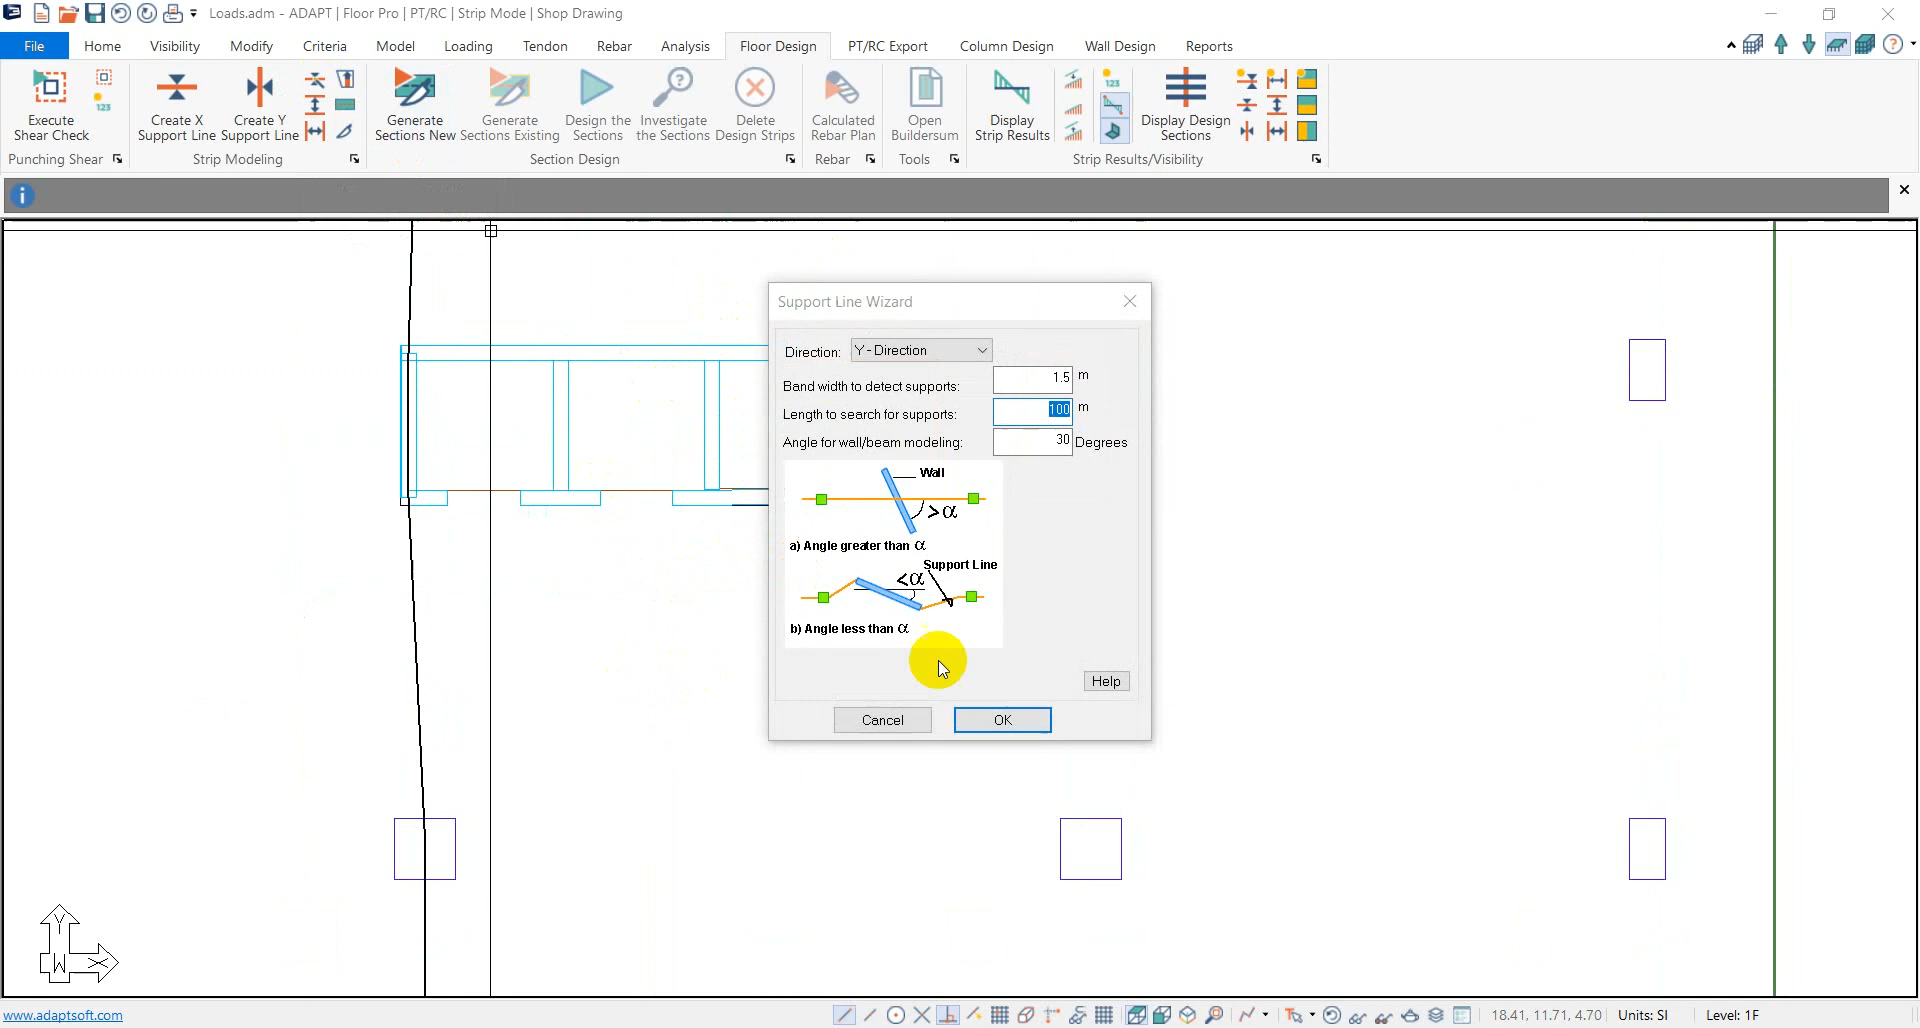 Loads.adm - ADAPT | Floor Pro | PT/RC | Strip Mode | Shop Drawing
File Home Visibility Modify Criteria Model Loading Tendon Rebar Analysis Floor Design PT/RC Export Column Design Wall Design Reports
Execute Shear Check
123
Create X Support Line
Create Y Support Line
Generate Sections New
Generate Sections Existing
Design the Sections
Investigate the Sections
Delete Design Strips
Calculated Rebar Plan
Open Buildersum
Display Strip Results
123
Display Design Sections
Punching Shear Strip Modeling Section Design Rebar Tools Strip Results/Visibility
Support Line Wizard
Direction: Y - Direction
Band width to detect supports: 1.5 m
Length to search for supports: 100 m
Angle for wall/beam modeling: 30 Degrees
Wall
>α
a) Angle greater than α
Support Line
<α
b) Angle less than α
Help
Cancel OK
Y
W X
www.adaptsoft.com
18.41, 11.71, 4.70 Units: SI Level: 1F